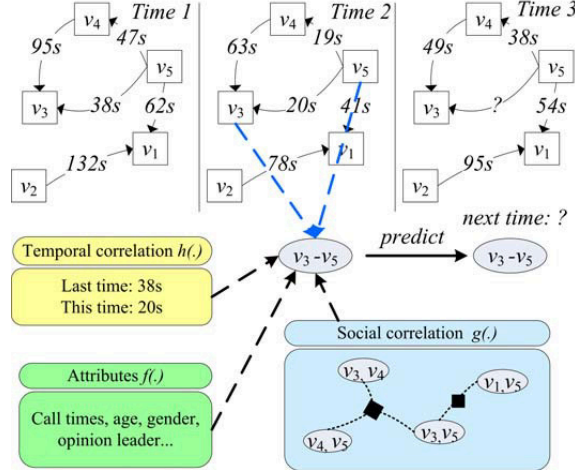 Time 1
v4
95s
47s
v5
v3
38s
62s
v1
v2
132s
Time 2
v4
63s
19s
v5
v3
20s
41s
v1
v2
78s
Time 3
v4
49s
38s
v5
v3
?
54s
v1
v2
95s
next time: ?
Temporal correlation h(.)
Last time: 38s
This time: 20s
v3-v5
predict
v3-v5
Attributes f(.)
Call times, age, gender,
opinion leader...
Social correlation g(.)
v3, v4
v1,v5
v4, v5
v3,v5